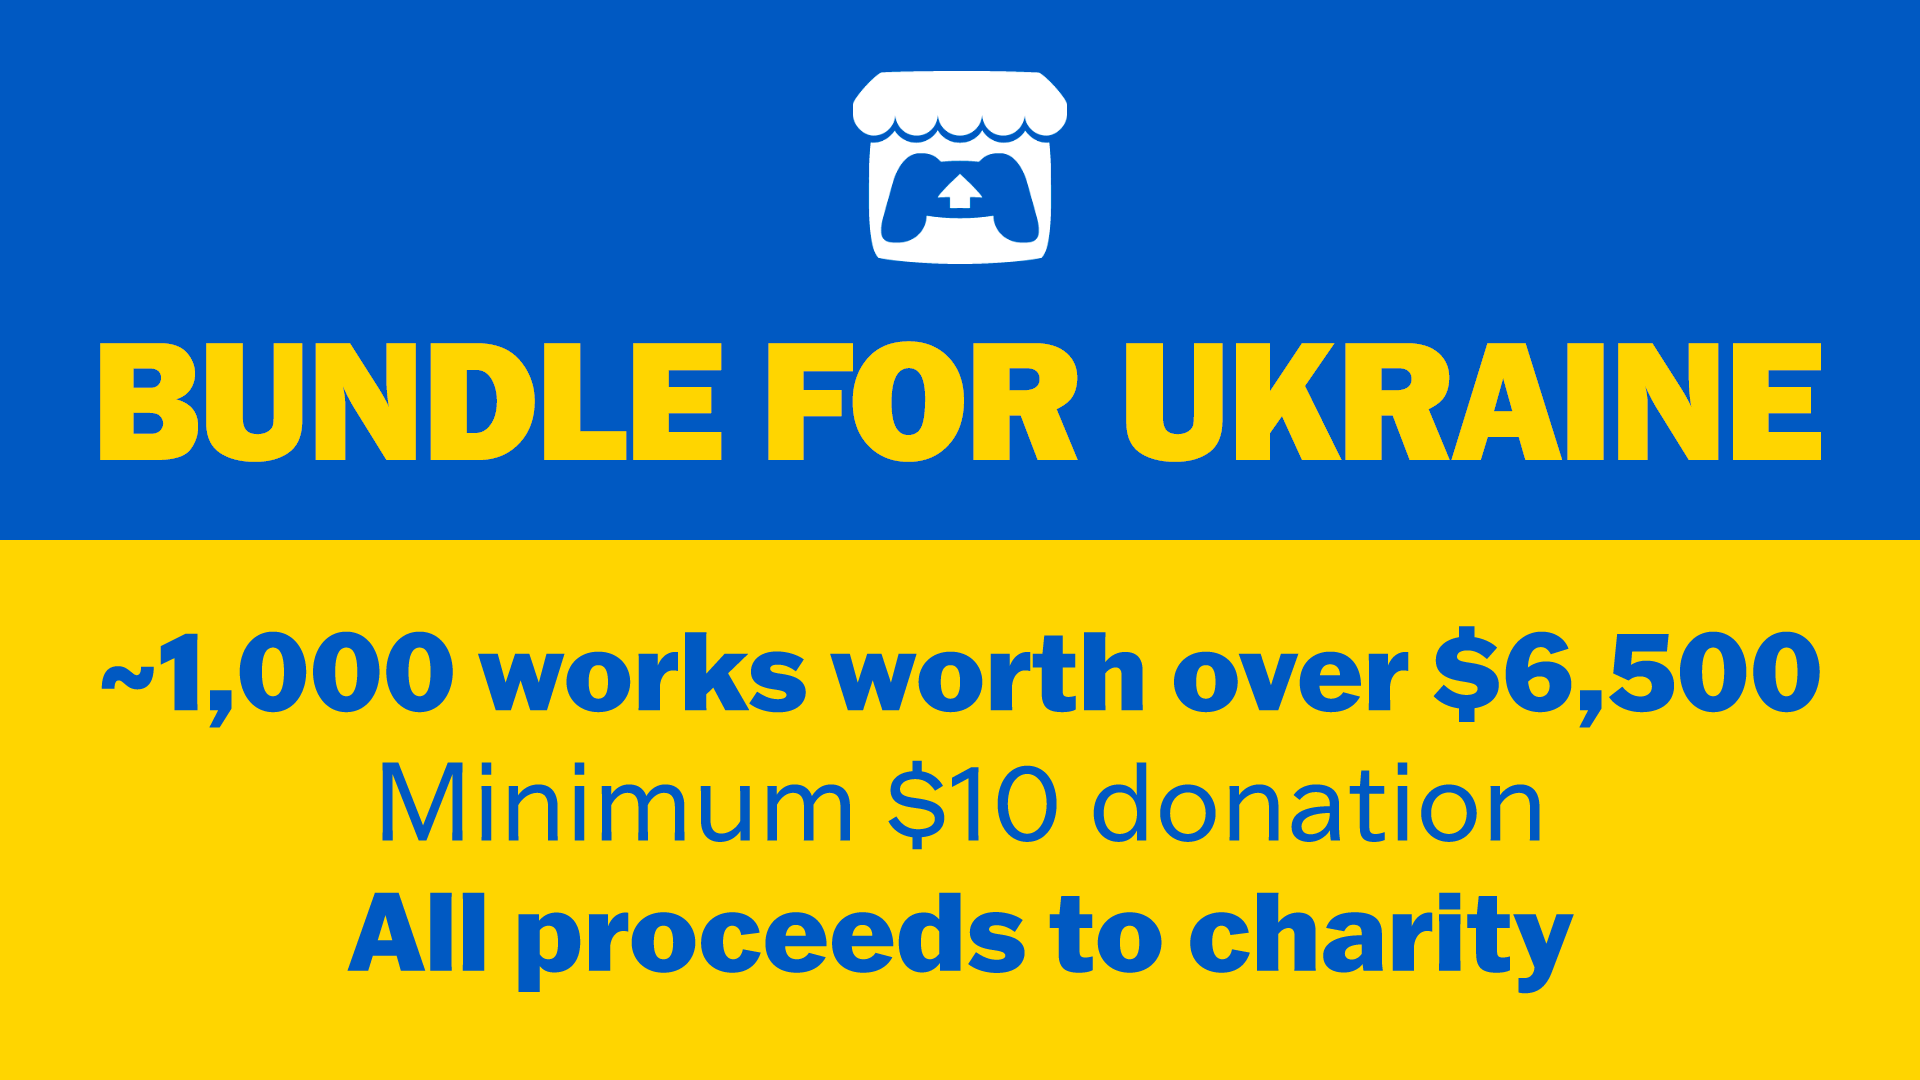 BUNDLE FOR UKRAINE
~1,000 works worth over $6,500
Minimum $10 donation
All proceeds to charity